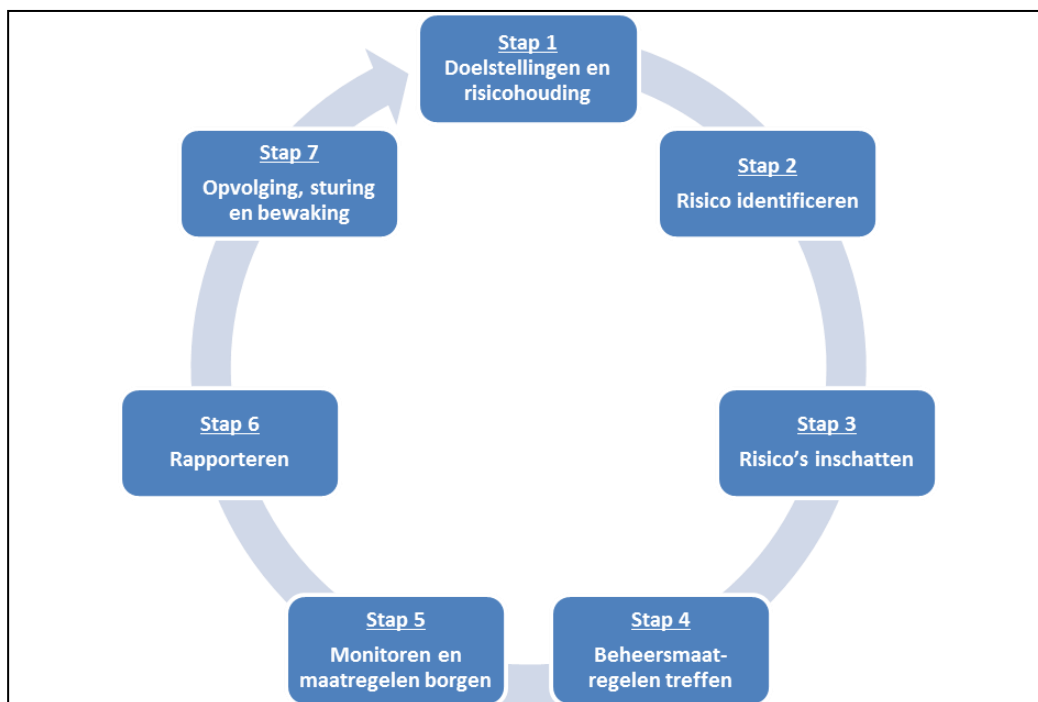 Stap 1
Doelstellingen en
risicohouding
Stap 2
Risico identificeren
Stap 3
Risico’s inschatten
Stap 4
Beheersmaat-
regelen treffen
Stap 5
Monitoren en
maatregelen borgen
Stap 6
Rapporteren
Stap 7
Opvolging, sturing
en bewaking